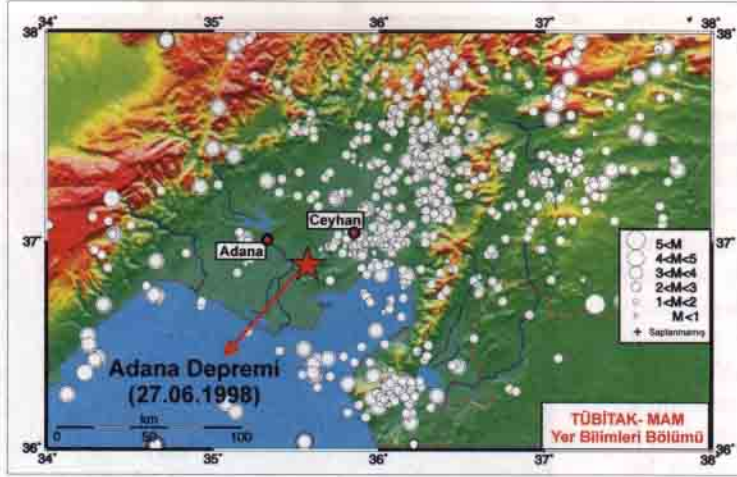 34° 35° 36° 37° 38°
38° 38°
Ceyhan
Adana
37° 37°
5<M
4<M<5
3<M<4
2<M<3
1<M<2
M<1
Saptanmamış
Adana Depremi
(27.06.1998)
km
0 50 100
TÜBİTAK- MAM
Yer Bilimleri Bölümü
36° 36°
34° 35° 36° 37° 38°